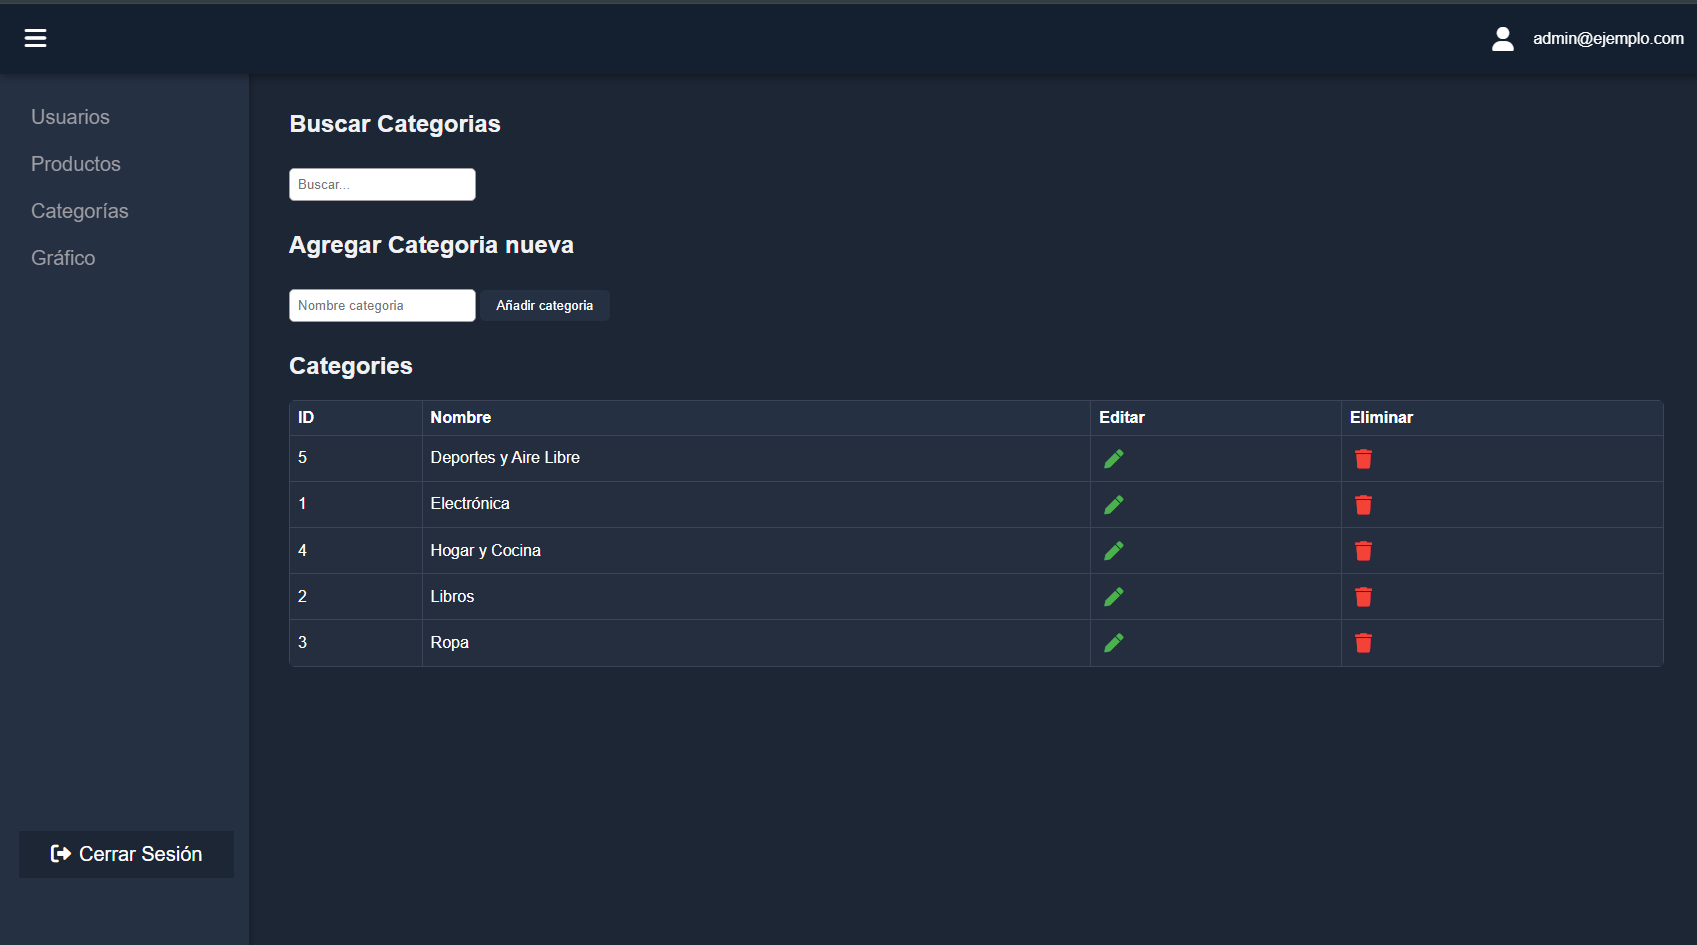 admin@ejemplo.com
Usuarios
Productos
Categorías
Gráfico
Cerrar Sesión
Buscar Categorias
Buscar...
Agregar Categoria nueva
Nombre categoria Añadir categoria
Categories
ID Nombre Editar Eliminar
5 Deportes y Aire Libre
1 Electrónica
4 Hogar y Cocina
2 Libros
3 Ropa